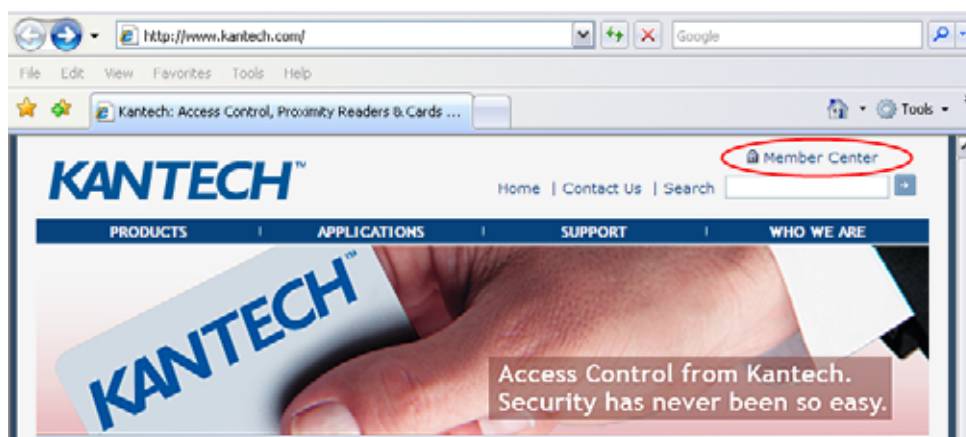 http://www.kantech.com/
Google
File Edit View Favorites Tools Help
Kantech: Access Control, Proximity Readers & Cards ...
Tools
Member Center
KANTECH™
Home | Contact Us | Search
PRODUCTS | APPLICATIONS | SUPPORT | WHO WE ARE
KANTECH™
Access Control from Kantech.
Security has never been so easy.